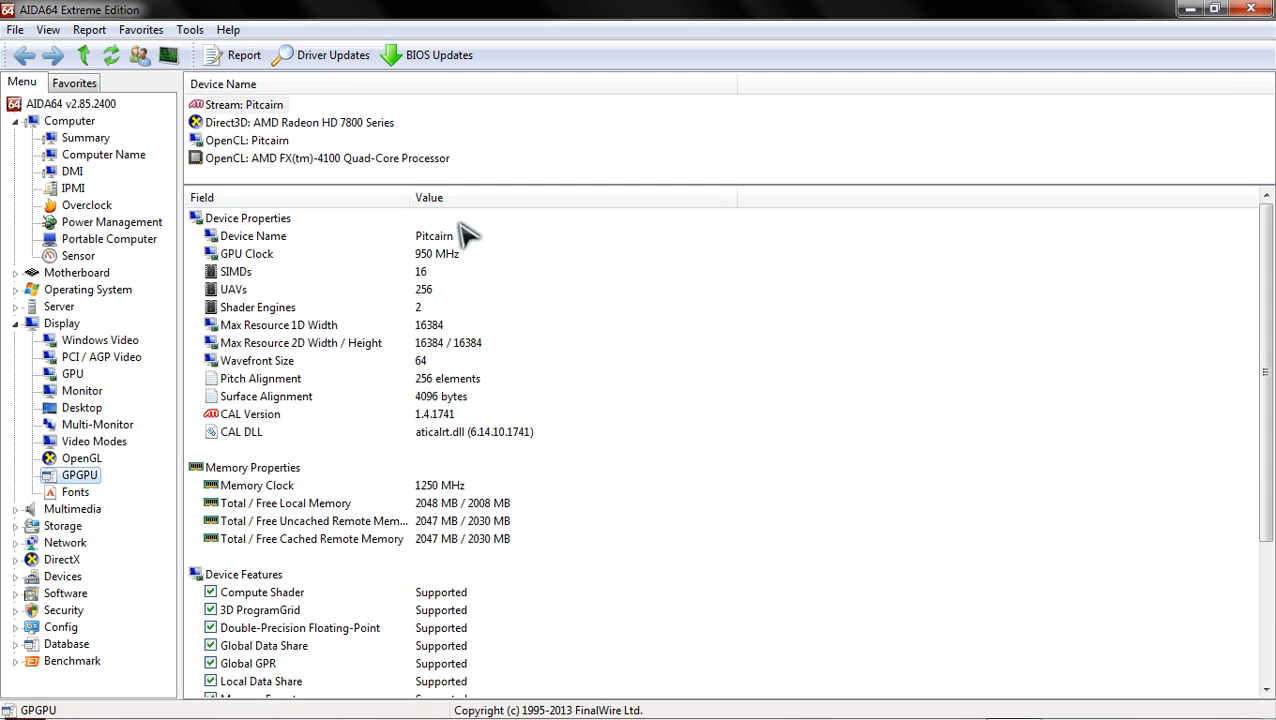 64 AIDA64 Extreme Edition
File View Report Favorites Tools Help
Report Driver Updates BIOS Updates
Menu Favorites
64 AIDA64 v2.85.2400
Computer
Summary
Computer Name
DMI
IPMI
Overclock
Power Management
Portable Computer
Sensor
Motherboard
Operating System
Server
Display
Windows Video
PCI / AGP Video
GPU
Monitor
Desktop
Multi-Monitor
Video Modes
OpenGL
GPGPU
Fonts
Multimedia
Storage
Network
DirectX
Devices
Software
Security
Config
Database
Benchmark
Device Name
Stream: Pitcairn
Direct3D: AMD Radeon HD 7800 Series
OpenCL: Pitcairn
OpenCL: AMD FX(tm)-4100 Quad-Core Processor
Field Value
Device Properties
Device Name Pitcairn
GPU Clock 950 MHz
SIMDs 16
UAVs 256
Shader Engines 2
Max Resource 1D Width 16384
Max Resource 2D Width / Height 16384 / 16384
Wavefront Size 64
Pitch Alignment 256 elements
Surface Alignment 4096 bytes
CAL Version 1.4.1741
CAL DLL aticalrt.dll (6.14.10.1741)
Memory Properties
Memory Clock 1250 MHz
Total / Free Local Memory 2048 MB / 2008 MB
Total / Free Uncached Remote Mem... 2047 MB / 2030 MB
Total / Free Cached Remote Memory 2047 MB / 2030 MB
Device Features
Compute Shader Supported
3D ProgramGrid Supported
Double-Precision Floating-Point Supported
Global Data Share Supported
Global GPR Supported
Local Data Share Supported
GPGPU Copyright (c) 1995-2013 FinalWire Ltd.